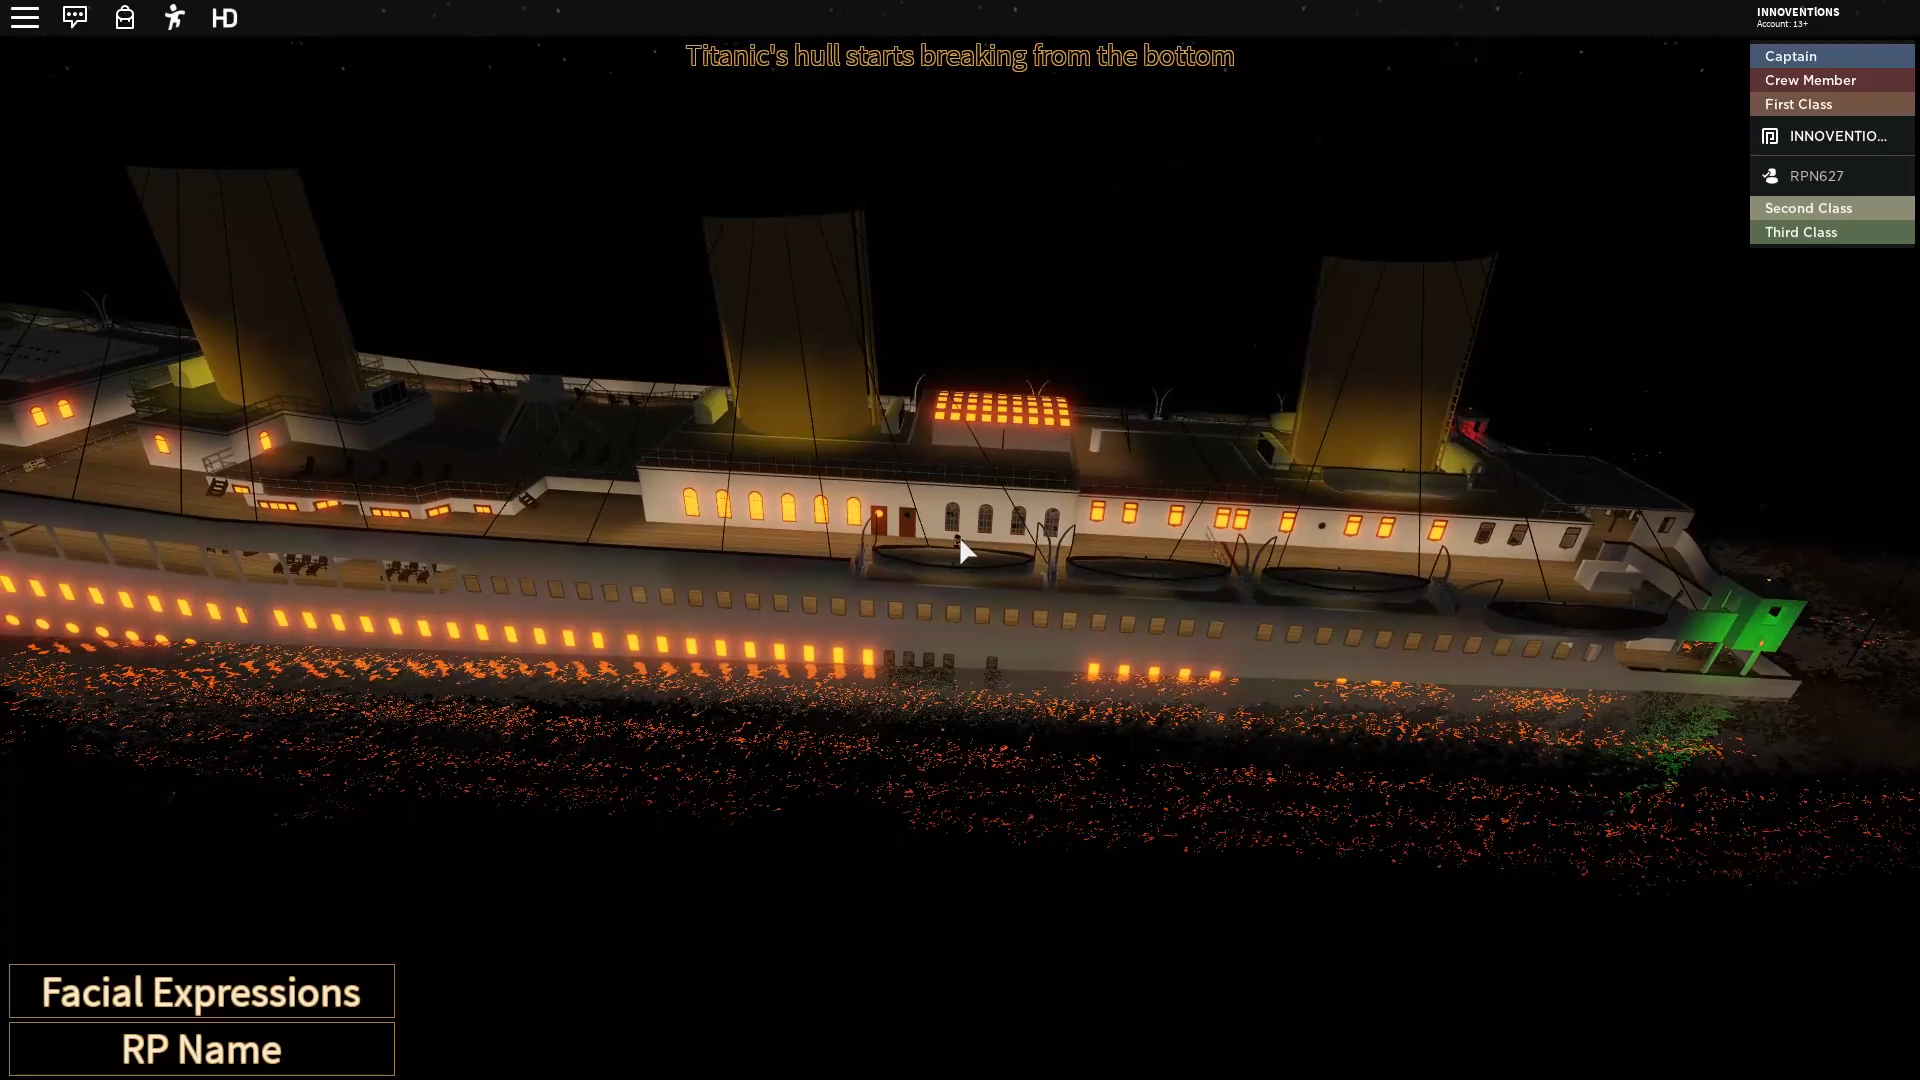 HD
INNOVENTIONS
Account: 13+
Titanic's hull starts breaking from the bottom
Captain
Crew Member
First Class
INNOVENTIO...
RPN627
Second Class
Third Class
Facial Expressions
RP Name